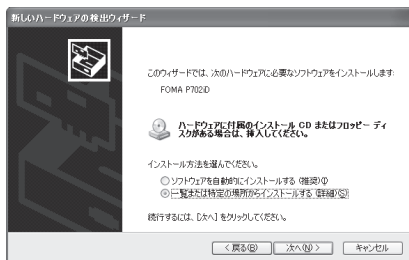 新しいハードウェアの検出ウィザード
このウィザードでは、次のハードウェアに必要なソフトウェアをインストールします:
FOMA P702iD
ハードウェアに付属のインストール CD またはフロッピー ディ
スクがある場合は、挿入してください。
インストール方法を選んでください。
ソフトウェアを自動的にインストールする (推奨)(I)
一覧または特定の場所からインストールする (詳細)(S)
続行するには、[次へ] をクリックしてください。
< 戻る(B) 次へ(N) > キャンセル